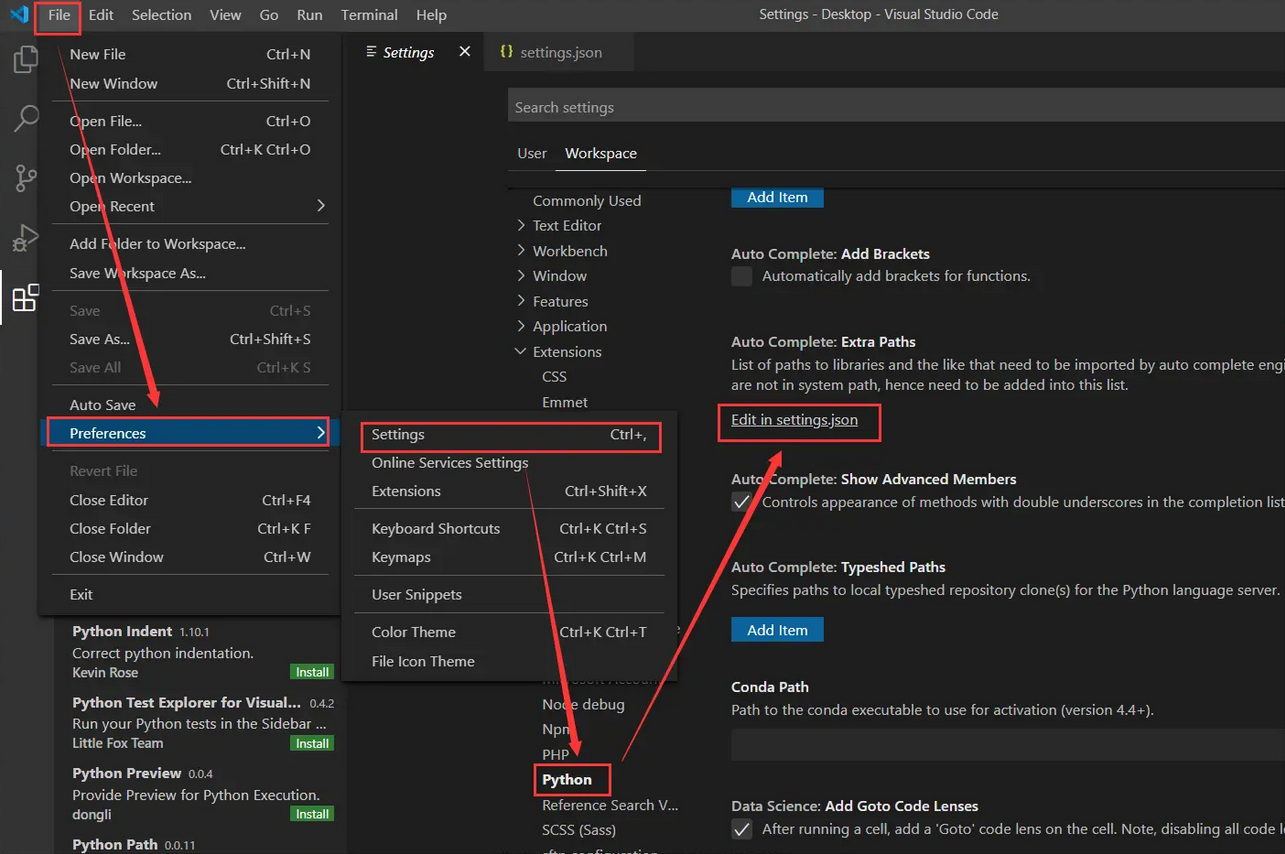 File Edit Selection View Go Run Terminal Help
Settings - Desktop - Visual Studio Code
New File Ctrl+N
New Window Ctrl+Shift+N
Open File... Ctrl+O
Open Folder... Ctrl+K Ctrl+O
Open Workspace...
Open Recent
Add Folder to Workspace...
Save Workspace As...
Save Ctrl+S
Save As... Ctrl+Shift+S
Save All Ctrl+K S
Auto Save
Preferences
Revert File
Close Editor Ctrl+F4
Close Folder Ctrl+K F
Close Window Ctrl+W
Exit
Settings Ctrl+,
Online Services Settings
Extensions Ctrl+Shift+X
Keyboard Shortcuts Ctrl+K Ctrl+S
Keymaps Ctrl+K Ctrl+M
User Snippets
Color Theme Ctrl+K Ctrl+T
File Icon Theme
Python Indent 1.10.1
Correct python indentation.
Kevin Rose Install
Python Test Explorer for Visual... 0.4.2
Run your Python tests in the Sidebar ...
Little Fox Team Install
Python Preview 0.0.4
Provide Preview for Python Execution.
dongli Install
Python Path 0.0.11
Settings
{} settings.json
Search settings
User Workspace
Commonly Used
Text Editor
Workbench
Window
Features
Application
Extensions
CSS
Emmet
Node debug
Npm
PHP
Python
Reference Search V...
SCSS (Sass)
Add Item
Auto Complete: Add Brackets
Automatically add brackets for functions.
Auto Complete: Extra Paths
List of paths to libraries and the like that need to be imported by auto complete engi
are not in system path, hence need to be added into this list.
Edit in settings.json
Auto Complete: Show Advanced Members
Controls appearance of methods with double underscores in the completion list
Auto Complete: Typeshed Paths
Specifies paths to local typeshed repository clone(s) for the Python language server.
Add Item
Conda Path
Path to the conda executable to use for activation (version 4.4+).
Data Science: Add Goto Code Lenses
After running a cell, add a 'Goto' code lens on the cell. Note, disabling all code l